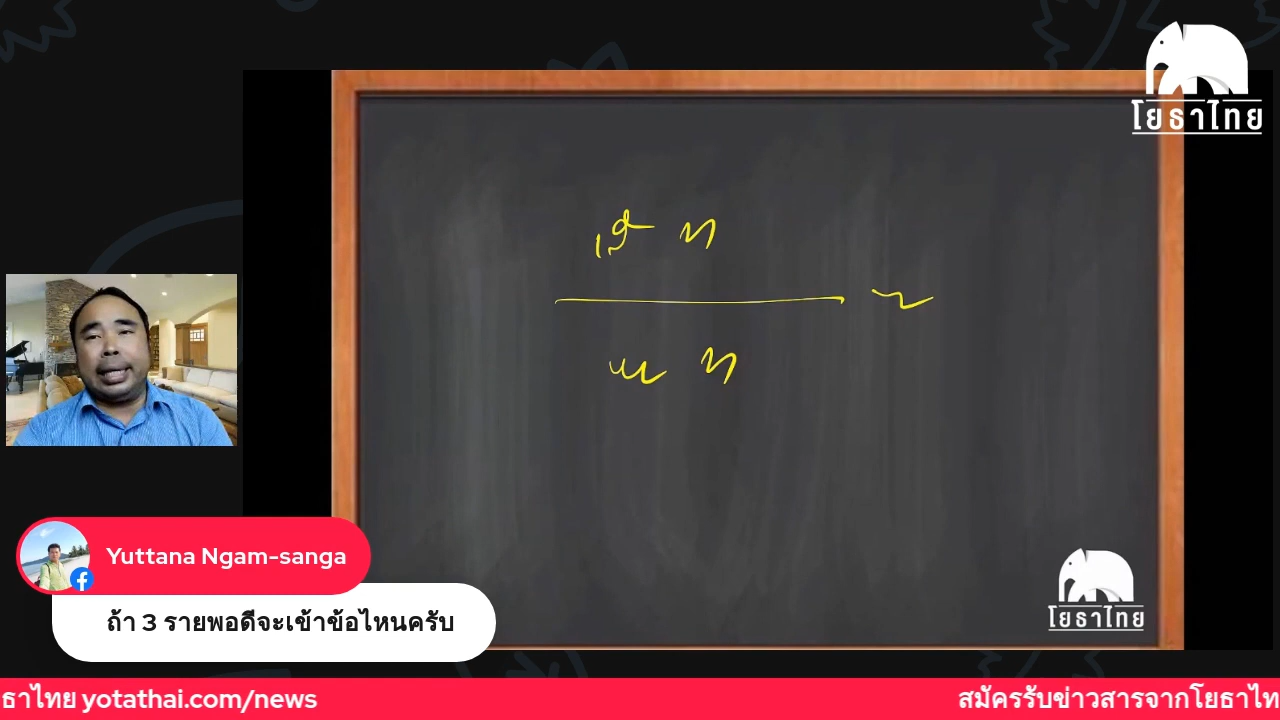 โยธาไทย
Yuttana Ngam-sanga
ถ้า 3 รายพอดีจะเข้าข้อไหนครับ
โยธาไทย
ธาไทย yotathai.com/news
สมัครรับข่าวสารจากโยธาไท